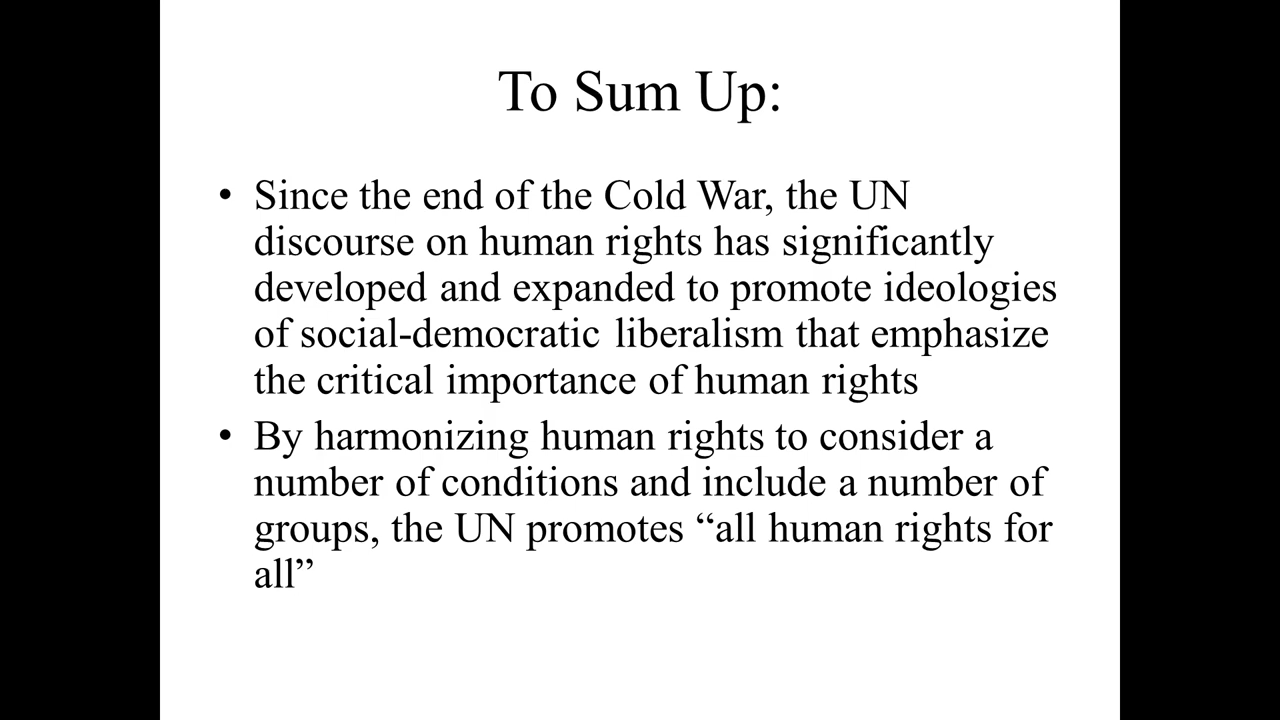 To Sum Up:
• Since the end of the Cold War, the UN
discourse on human rights has significantly
developed and expanded to promote ideologies
of social-democratic liberalism that emphasize
the critical importance of human rights
• By harmonizing human rights to consider a
number of conditions and include a number of
groups, the UN promotes “all human rights for
all”